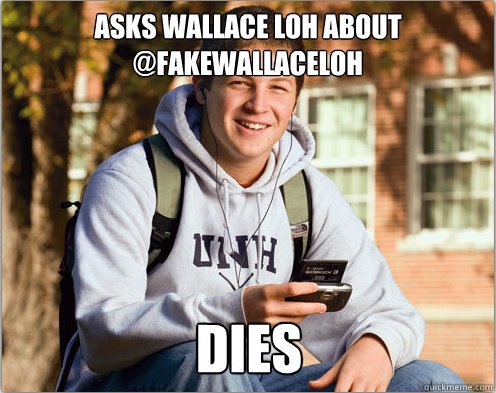 ASKS WALLACE LOH ABOUT
@FAKEWALLACELOH
UNH
DIES
quickmeme.com